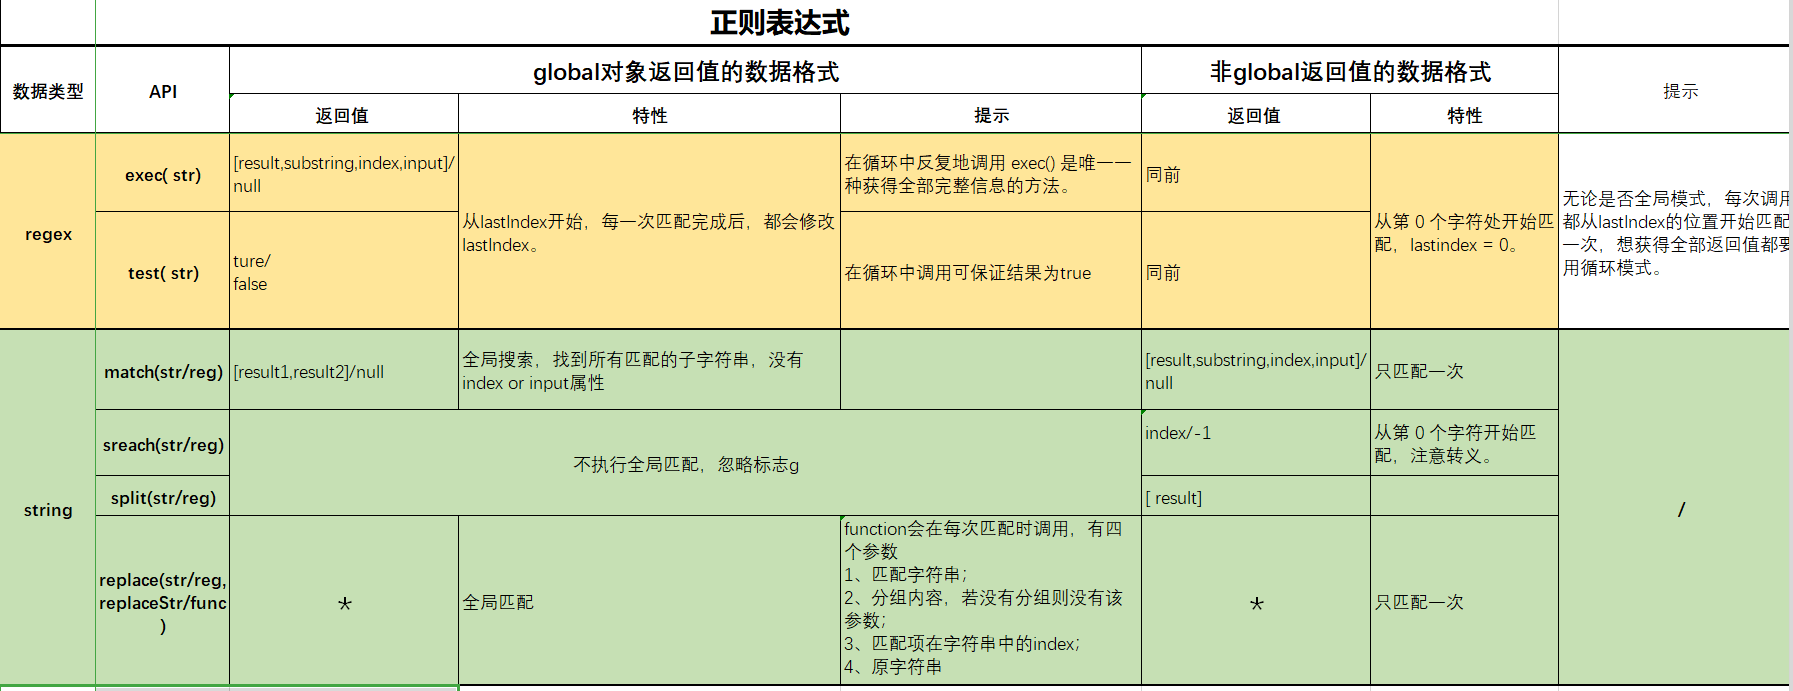 正则表达式
数据类型
API
global对象返回值的数据格式
非global返回值的数据格式
提示
返回值
特性
提示
返回值
特性
regex
exec( str)
[result,substring,index,input]/
null
从lastIndex开始，每一次匹配完成后，都会修改
lastIndex。
在循环中反复地调用 exec() 是唯一一
种获得全部完整信息的方法。
同前
从第 0 个字符处开始匹
配，lastindex = 0。
无论是否全局模式，每次调用
都从lastIndex的位置开始匹配
一次，想获得全部返回值都要
用循环模式。
test( str)
ture/
false
在循环中调用可保证结果为true
同前
string
match(str/reg)
[result1,result2]/null
全局搜索，找到所有匹配的子字符串，没有
index or input属性
[result,substring,index,input]/
null
只匹配一次
/
sreach(str/reg)
不执行全局匹配，忽略标志g
index/-1
从第 0 个字符开始匹
配，注意转义。
split(str/reg)
[ result]
replace(str/reg,
replaceStr/func
)
*
全局匹配
function会在每次匹配时调用，有四
个参数
1、匹配字符串；
2、分组内容，若没有分组则没有该
参数；
3、匹配项在字符串中的index；
4、原字符串
*
只匹配一次